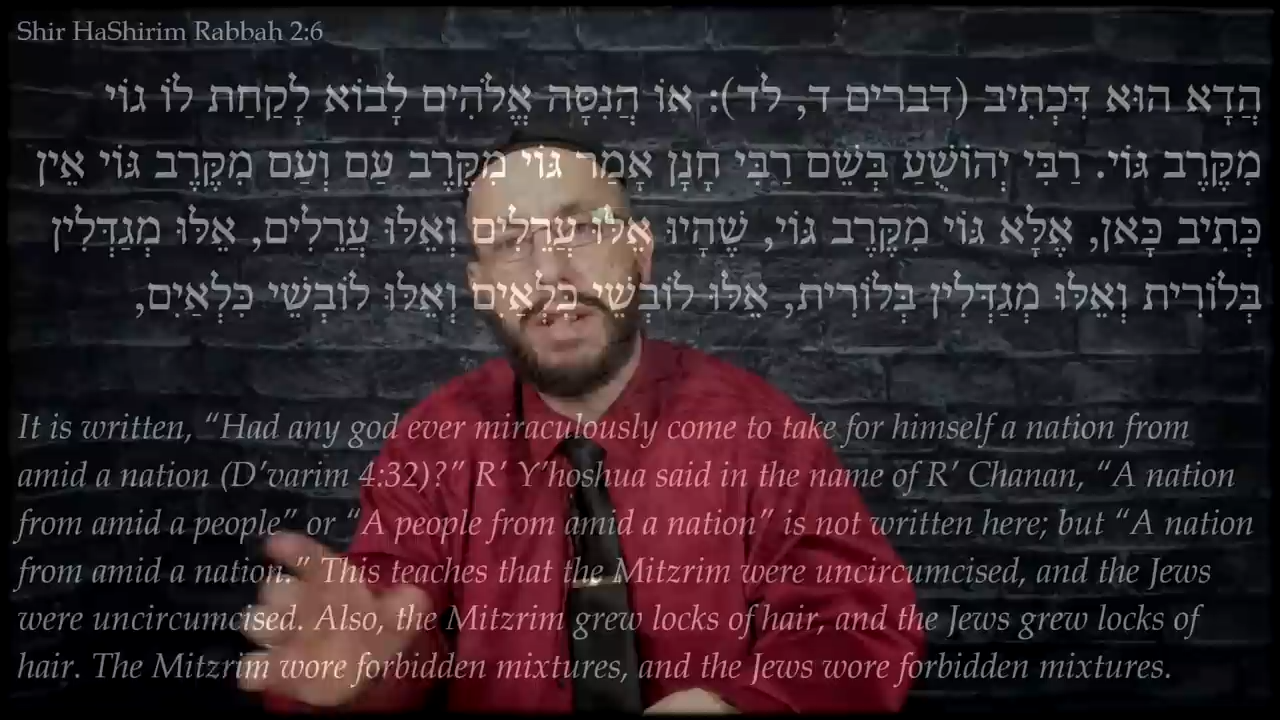 Shir HaShirim Rabbah 2:6
הֲדָא הוּא דִּכְתִיב (דברים ד, לד): אוֹ הֲנִסָּה אֱלֹהִים לָבוֹא לָקַחַת לוֹ גוֹי
מִקֶּרֶב גּוֹי. רַבִּי יְהוֹשֻׁעַ בְּשֵׁם רַבִּי חָנָן אָמַר גּוֹי מִקֶּרֶב עַם וְעַם מִקֶּרֶב גּוֹי אֵין
כְּתִיב כָּאן, אֶלָּא גּוֹי מִקֶּרֶב גּוֹי, שֶׁהָיוּ אֵלּוּ עֲרֵלִים וְאֵלּוּ עֲרֵלִים, אֵלּוּ מְגַדְּלִין
בְּלוֹרִית וְאֵלּוּ מְגַדְּלִין בְּלוֹרִית, אֵלּוּ לוֹבְשֵׁי כִּלְאַיִם וְאֵלּוּ לוֹבְשֵׁי כִּלְאַיִם,
It is written, “Had any god ever miraculously come to take for himself a nation from
amid a nation (D’varim 4:32)?” R’ Y’hoshua said in the name of R’ Chanan, “A nation
from amid a people” or “A people from amid a nation” is not written here; but “A nation
from amid a nation.” This teaches that the Mitzrim were uncircumcised, and the Jews
were uncircumcised. Also, the Mitzrim grew locks of hair, and the Jews grew locks of
hair. The Mitzrim wore forbidden mixtures, and the Jews wore forbidden mixtures.